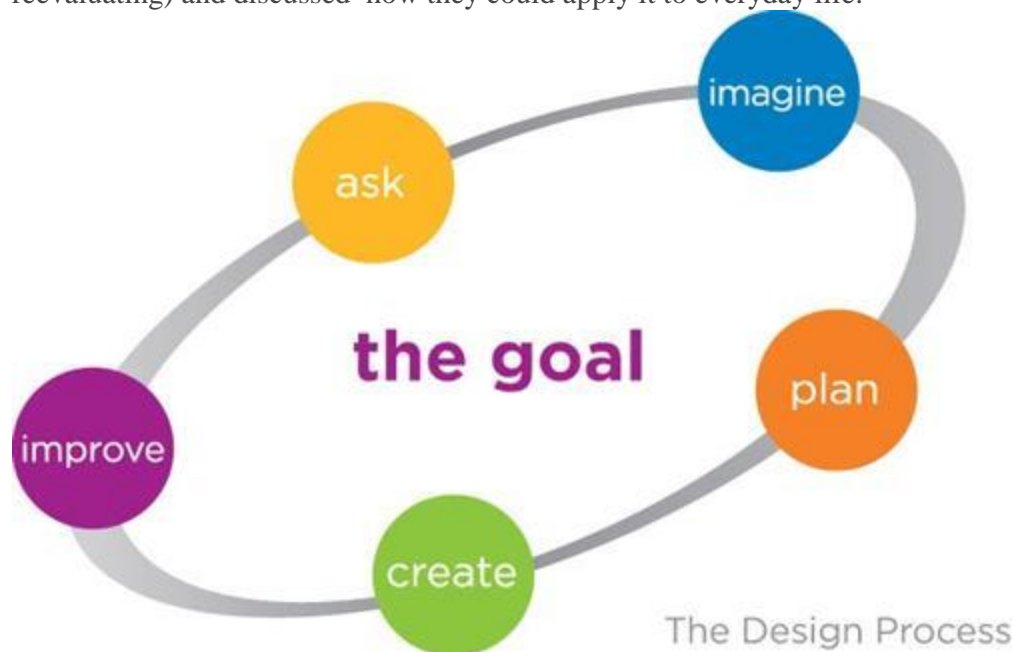 reevaluating) and discussed how they could apply it to everyday life.
imagine
ask
the goal
plan
improve
create
The Design Process